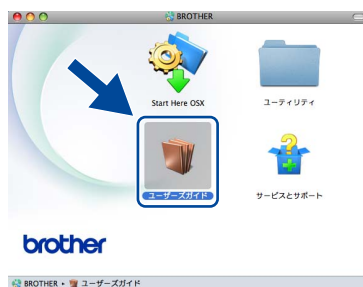 BROTHER
Start Here OSX
ユーティリティ
ユーザーズガイド
サービスとサポート
brother
BROTHER ▸ ユーザーズガイド